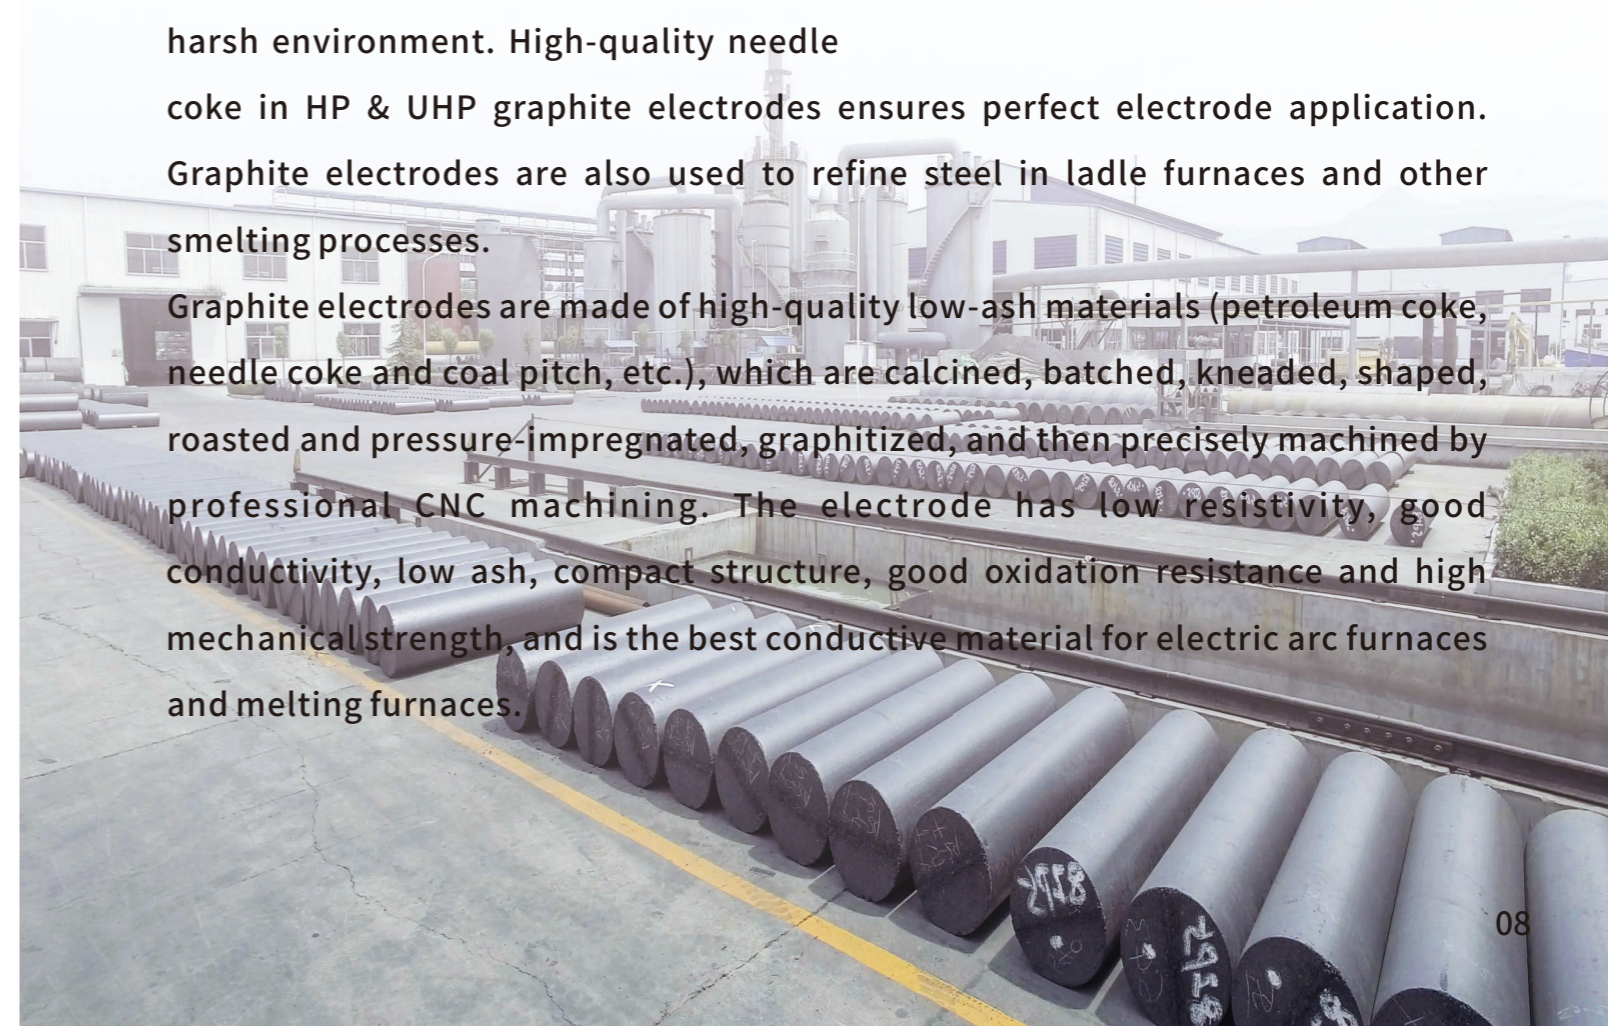 harsh environment. High-quality needle
coke in HP & UHP graphite electrodes ensures perfect electrode application.
Graphite electrodes are also used to refine steel in ladle furnaces and other
smelting processes.
Graphite electrodes are made of high-quality low-ash materials (petroleum coke,
needle coke and coal pitch, etc.), which are calcined, batched, kneaded, shaped,
roasted and pressure-impregnated, graphitized, and then precisely machined by
professional CNC machining. The electrode has low resistivity, good
conductivity, low ash, compact structure, good oxidation resistance and high
mechanical strength, and is the best conductive material for electric arc furnaces
and melting furnaces.
08